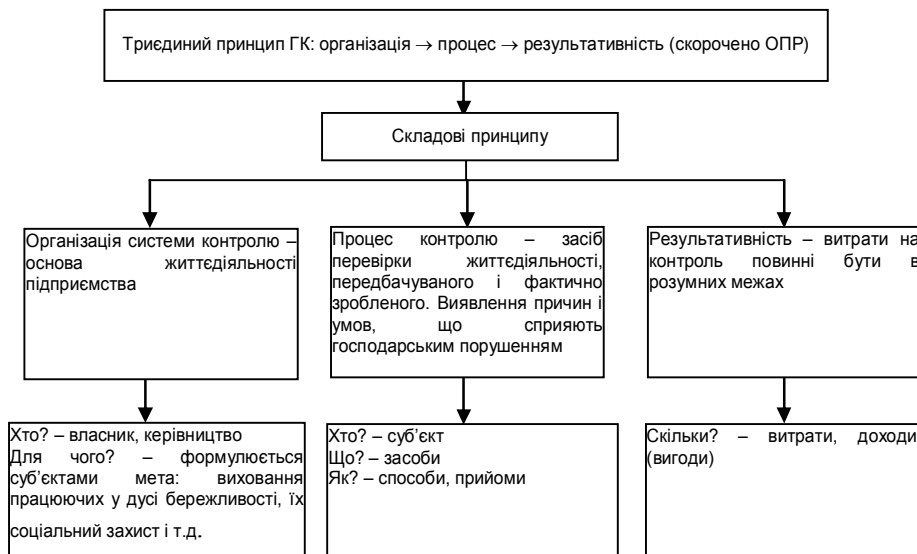 Триєдиний принцип ГК: організація → процес → результативність (скорочено ОПР)
Складові принципу
Організація системи контролю –
основа життєдіяльності
підприємства
Процес контролю – засіб
перевірки життєдіяльності,
передбачуваного і фактично
зробленого. Виявлення причин і
умов, що сприяють
господарським порушенням
Результативність – витрати на
контроль повинні бути в
розумних межах
Хто? – власник, керівництво
Для чого? – формулюється
суб’єктами мета: виховання
працюючих у дусі бережливості, їх
соціальний захист і т.д.
Хто? – суб’єкт
Що? – засоби
Як? – способи, прийоми
Скільки? – витрати, доходи
(вигоди)